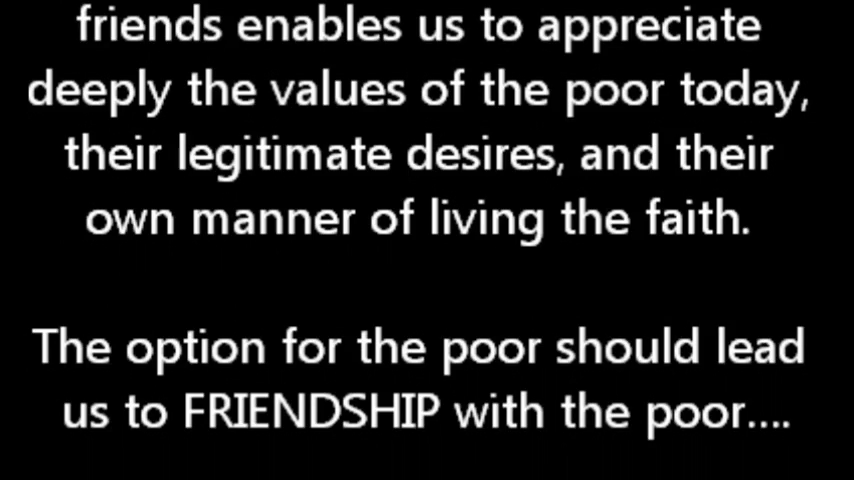 friends enables us to appreciate
deeply the values of the poor today,
their legitimate desires, and their
own manner of living the faith.
The option for the poor should lead
us to FRIENDSHIP with the poor....